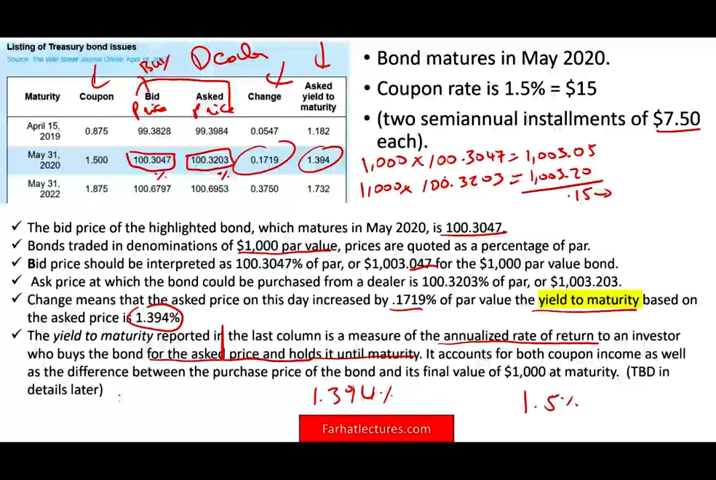 Listing of Treasury bond issues
Source: The Wall Street Journal Online, April
Buy Dealer
Maturity Coupon Bid Price Asked Price Change Asked yield to maturity
April 15, 2019 0.875 99.3828 99.3984 0.0547 1.182
May 31, 2020 1.500 100.3047 100.3203 0.1719 1.394
% %
May 31, 2022 1.875 100.6797 100.6953 0.3750 1.732
• Bond matures in May 2020.
• Coupon rate is 1.5% = $15
• (two semiannual installments of $7.50
each).
1,000 x 100.3047 = 1,003.05
1,000 x 100.3203 = 1,003.20
.15
✓ The bid price of the highlighted bond, which matures in May 2020, is 100.3047.
✓ Bonds traded in denominations of $1,000 par value, prices are quoted as a percentage of par.
✓ Bid price should be interpreted as 100.3047% of par, or $1,003.047 for the $1,000 par value bond.
✓ Ask price at which the bond could be purchased from a dealer is 100.3203% of par, or $1,003.203.
✓ Change means that the asked price on this day increased by .1719% of par value the yield to maturity based on
the asked price is 1.394%
✓ The yield to maturity reported in the last column is a measure of the annualized rate of return to an investor
who buys the bond for the asked price and holds it until maturity. It accounts for both coupon income as well
as the difference between the purchase price of the bond and its final value of $1,000 at maturity. (TBD in
details later)
1.394% 1.5%
Farhatlectures.com